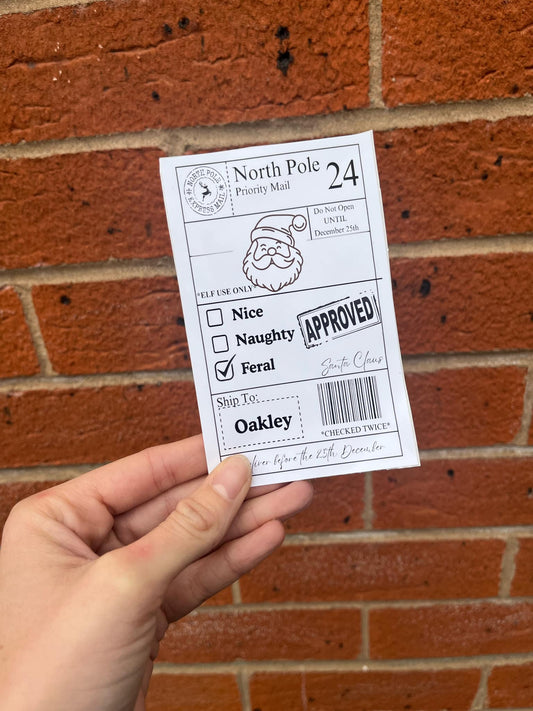 NORTH POLE
EXPRESS MAIL
North Pole 24
Priority Mail
Do Not Open
UNTIL
December 25th
*ELF USE ONLY
Nice
Naughty
Feral
APPROVED
Santa Claus
Ship To:
Oakley
*CHECKED TWICE*
before the 25th December